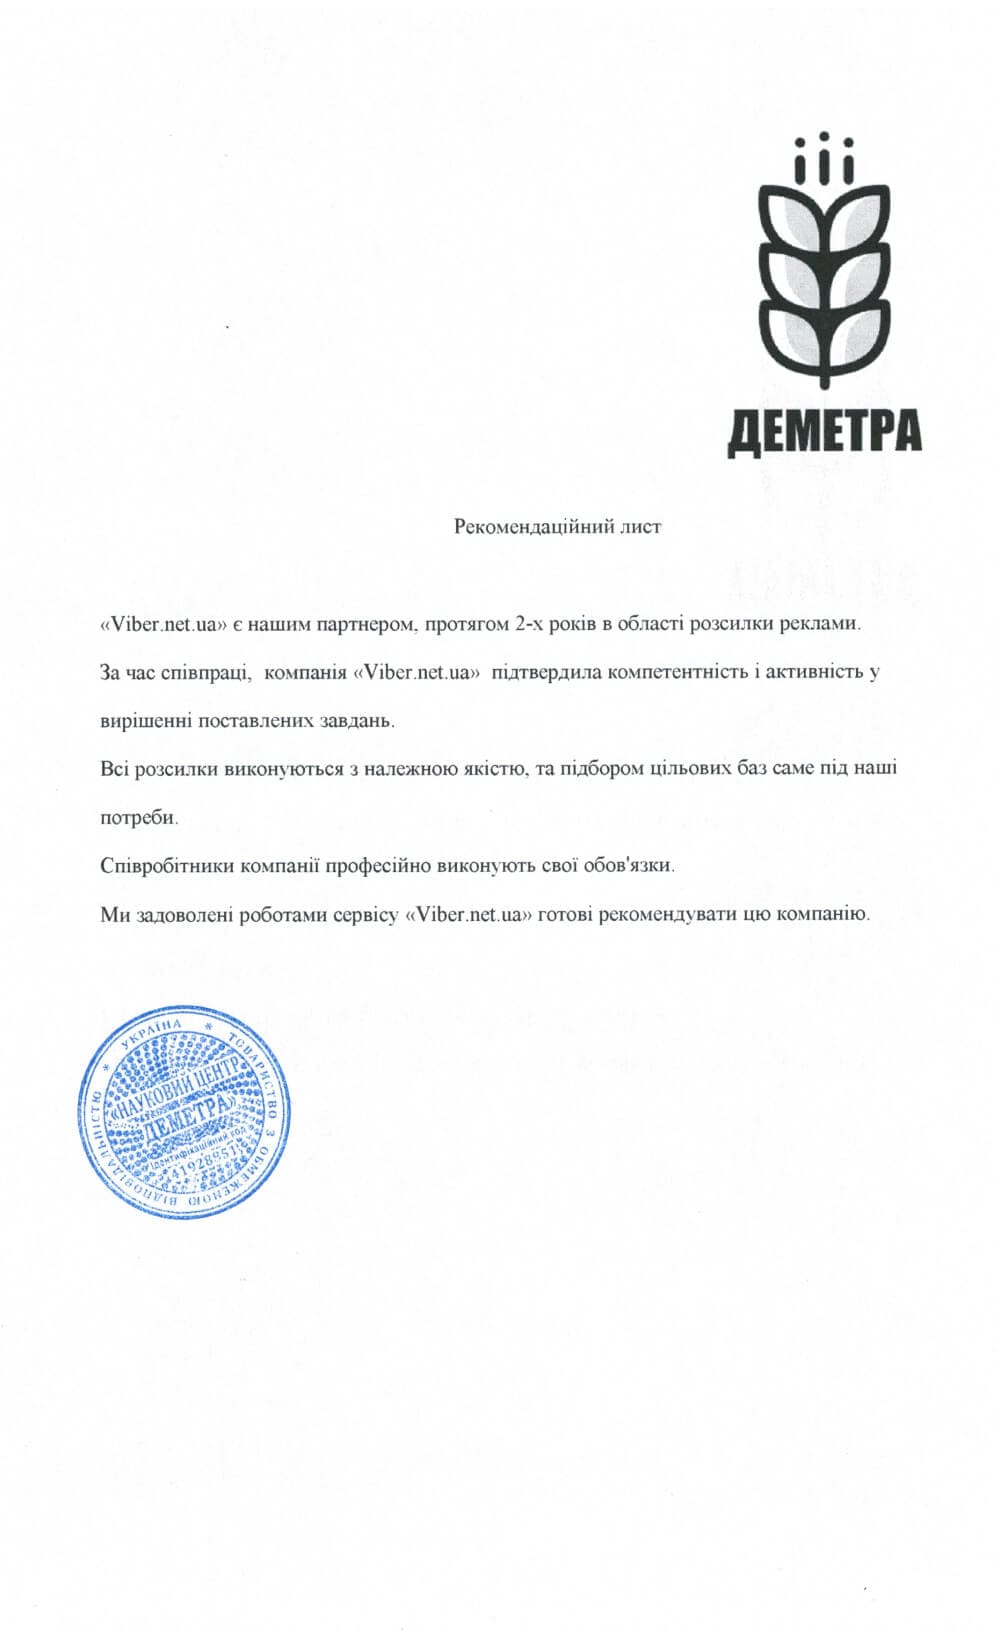 ДЕМЕТРА
Рекомендаційний лист
«Viber.net.ua» є нашим партнером, протягом 2-х років в області розсилки реклами.
За час співпраці, компанія «Viber.net.ua» підтвердила компетентність і активність у
вирішенні поставлених завдань.
Всі розсилки виконуються з належною якістю, та підбором цільових баз саме під наші
потреби.
Співробітники компанії професійно виконують свої обов'язки.
Ми задоволені роботами сервісу «Viber.net.ua» готові рекомендувати цю компанію.
* УКРАЇНА * ТОВАРИСТВО З ОБМЕЖЕНОЮ ВІДПОВІДАЛЬНІСТЮ
«НАУКОВИЙ ЦЕНТР
ДЕМЕТРА»
Ідентифікаційний код